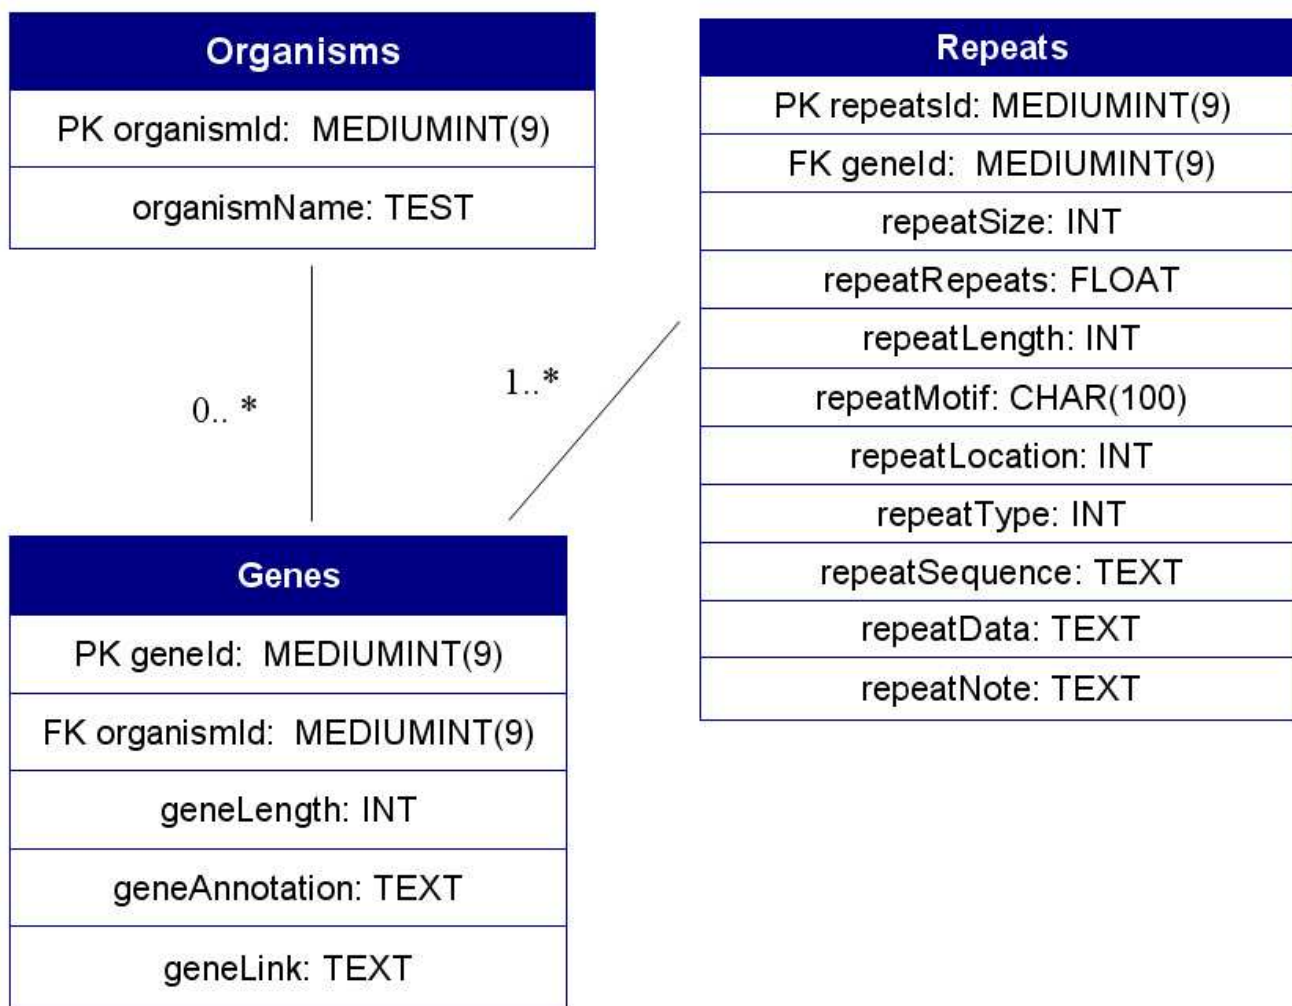 Organisms
PK organismId: MEDIUMINT(9)
organismName: TEST
0.. *
Genes
PK geneId: MEDIUMINT(9)
FK organismId: MEDIUMINT(9)
geneLength: INT
geneAnnotation: TEXT
geneLink: TEXT
1..*
Repeats
PK repeatsId: MEDIUMINT(9)
FK geneId: MEDIUMINT(9)
repeatSize: INT
repeatRepeats: FLOAT
repeatLength: INT
repeatMotif: CHAR(100)
repeatLocation: INT
repeatType: INT
repeatSequence: TEXT
repeatData: TEXT
repeatNote: TEXT